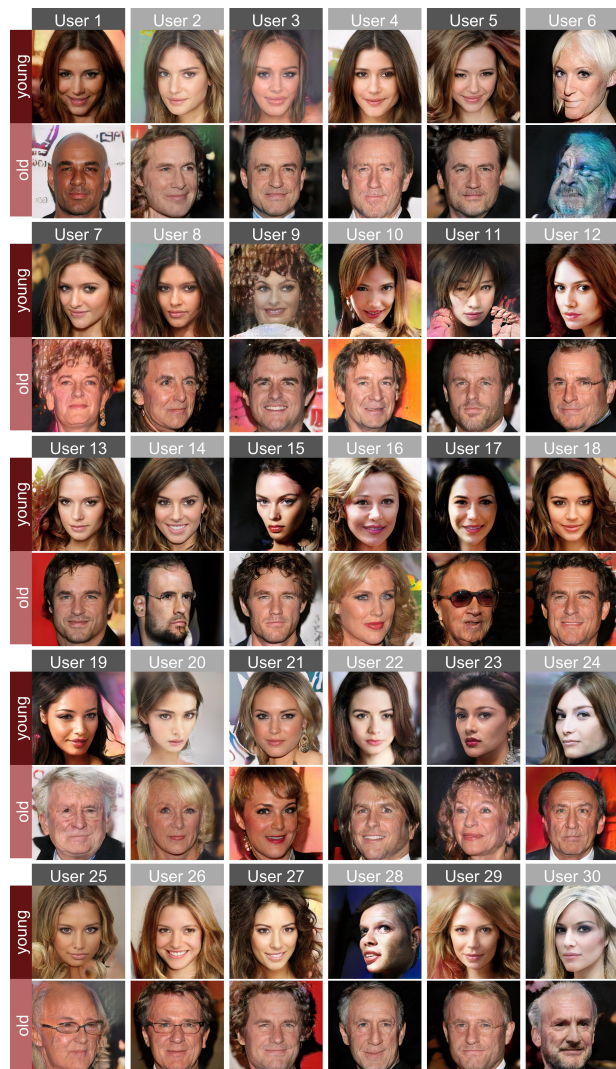 User 1 User 2 User 3 User 4 User 5 User 6
young
old
User 7 User 8 User 9 User 10 User 11 User 12
young
old
User 13 User 14 User 15 User 16 User 17 User 18
young
old
User 19 User 20 User 21 User 22 User 23 User 24
young
old
User 25 User 26 User 27 User 28 User 29 User 30
young
old